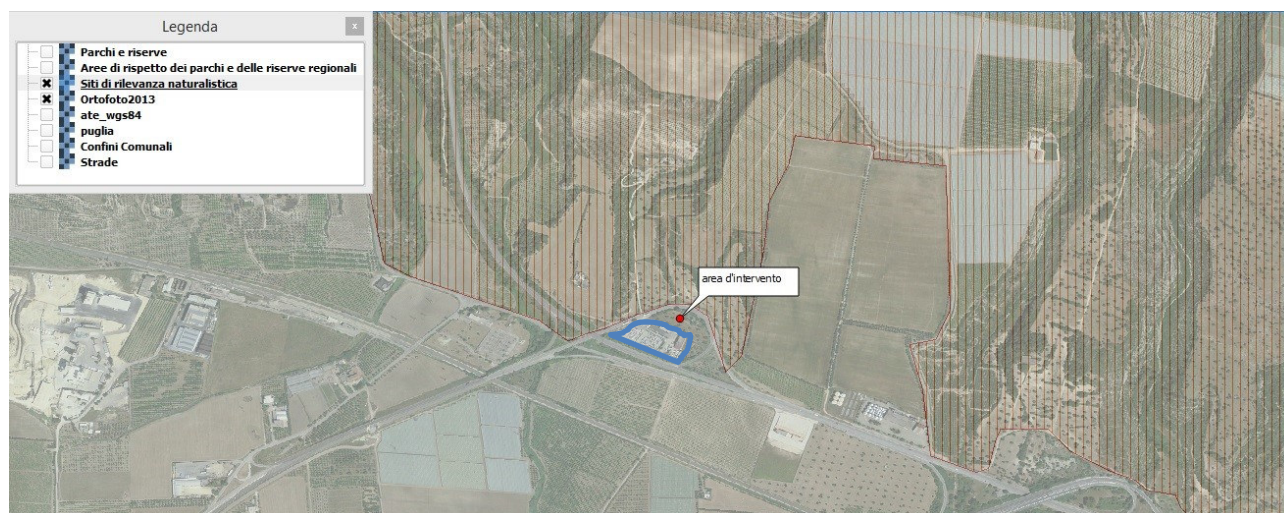 Legenda
x
Parchi e riserve
Aree di rispetto dei parchi e delle riserve regionali
Siti di rilevanza naturalistica
Ortofoto2013
ate_wgs84
puglia
Confini Comunali
Strade
area d'intervento